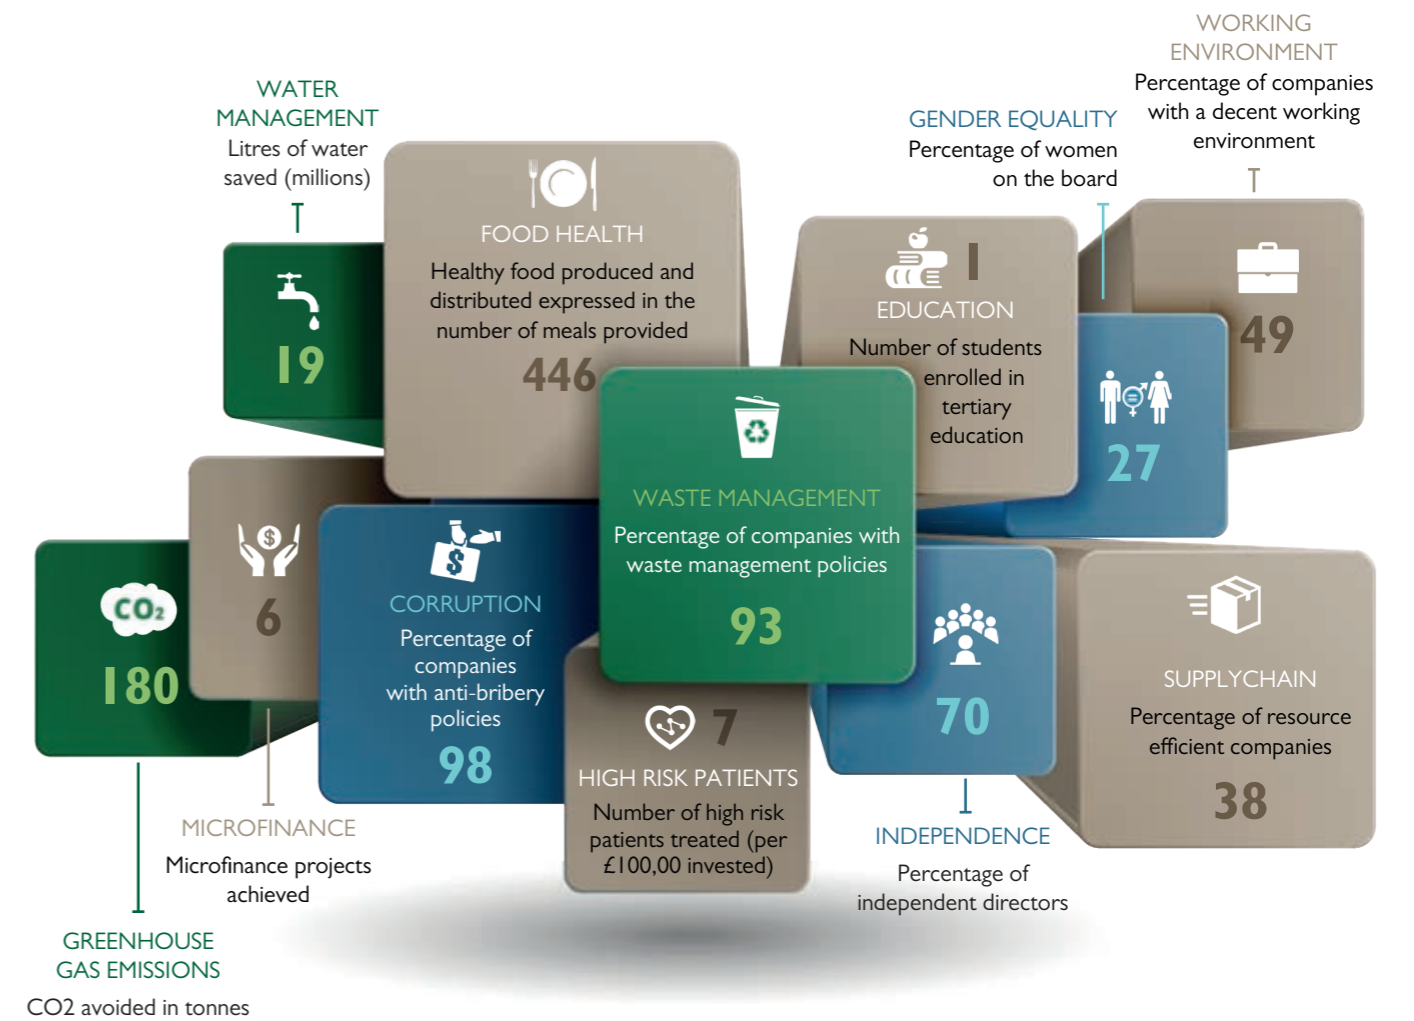 WORKING
ENVIRONMENT
Percentage of companies
with a decent working
environment
49
WATER
MANAGEMENT
Litres of water
saved (millions)
19
GENDER EQUALITY
Percentage of women
on the board
27
FOOD HEALTH
Healthy food produced and
distributed expressed in the
number of meals provided
446
1
EDUCATION
Number of students
enrolled in
tertiary
education
WASTE MANAGEMENT
Percentage of companies with
waste management policies
93
CO2
180
GREENHOUSE
GAS EMISSIONS
CO2 avoided in tonnes
$
6
MICROFINANCE
Microfinance projects
achieved
$
CORRUPTION
Percentage of
companies
with anti-bribery
policies
98
7
HIGH RISK PATIENTS
Number of high risk
patients treated (per
£100,00 invested)
70
INDEPENDENCE
Percentage of
independent directors
SUPPLYCHAIN
Percentage of resource
efficient companies
38